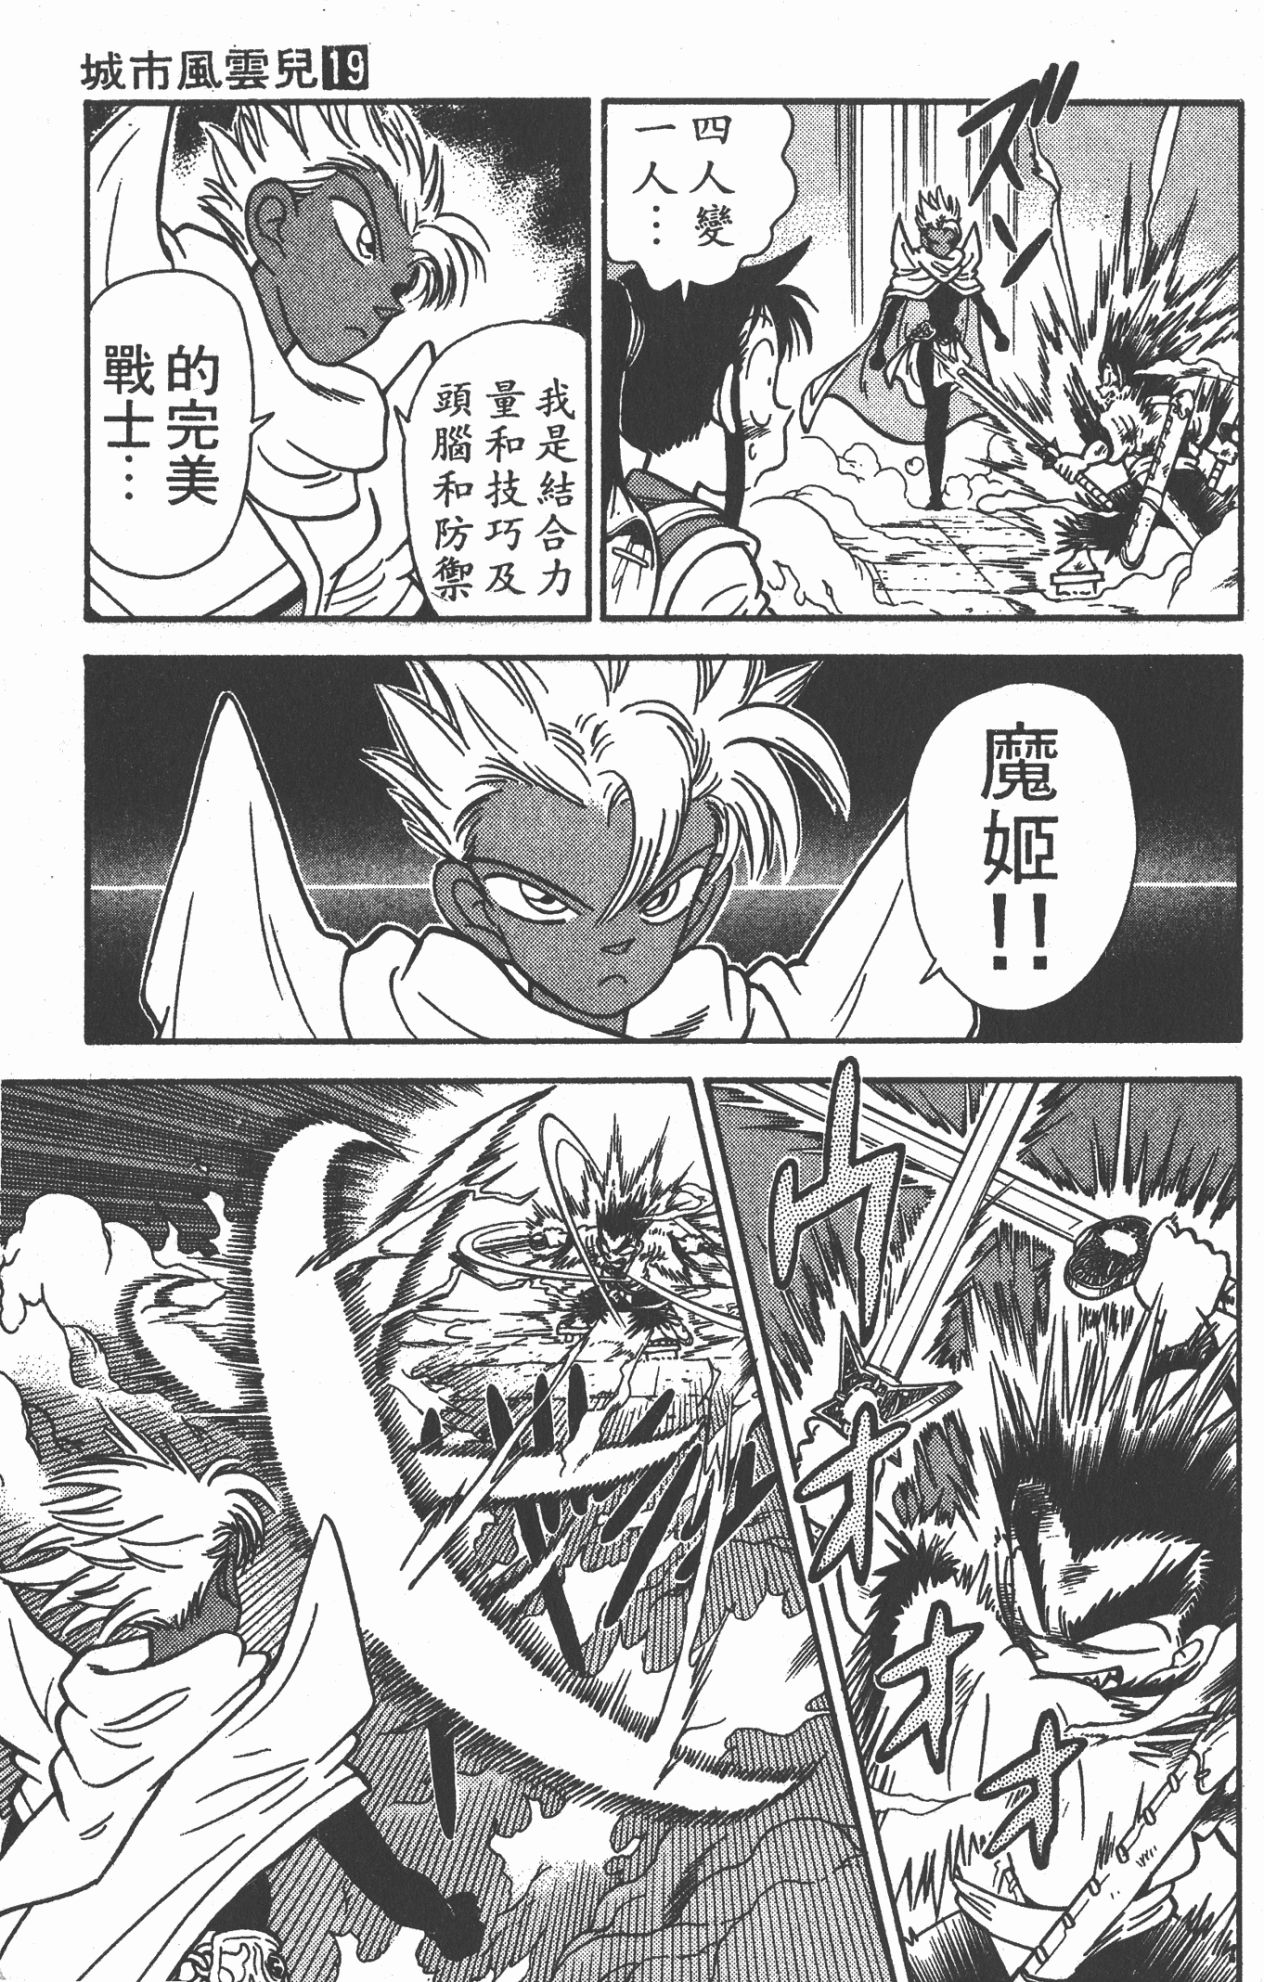 城市風雲兒19
ズズン
四人變
一人…
我是結合力
量和技巧及
頭腦和防禦
的完美
戰士…
魔姬!!
ウオオオ